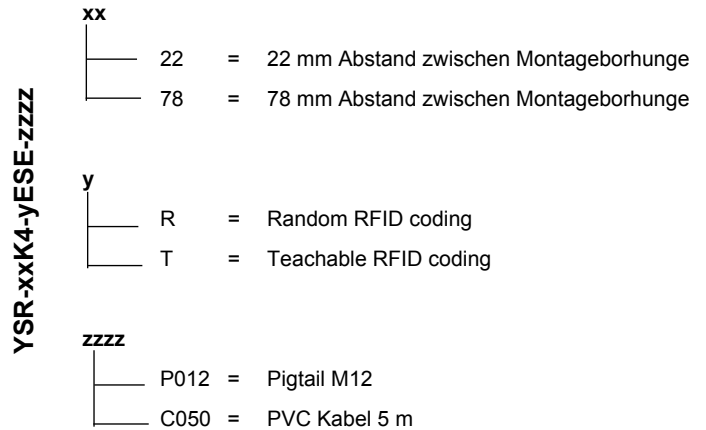 YSR-xxK4-yESE-zzzz
xx
22 = 22 mm Abstand zwischen Montageborhunge
78 = 78 mm Abstand zwischen Montageborhunge
y
R = Random RFID coding
T = Teachable RFID coding
zzzz
P012 = Pigtail M12
C050 = PVC Kabel 5 m